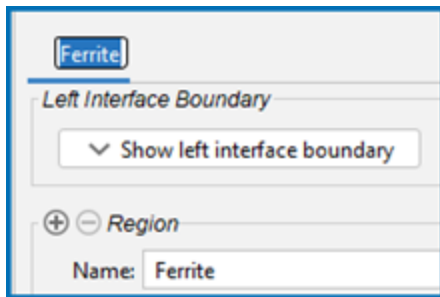 Ferrite
Left Interface Boundary
Show left interface boundary
Region
Name: Ferrite